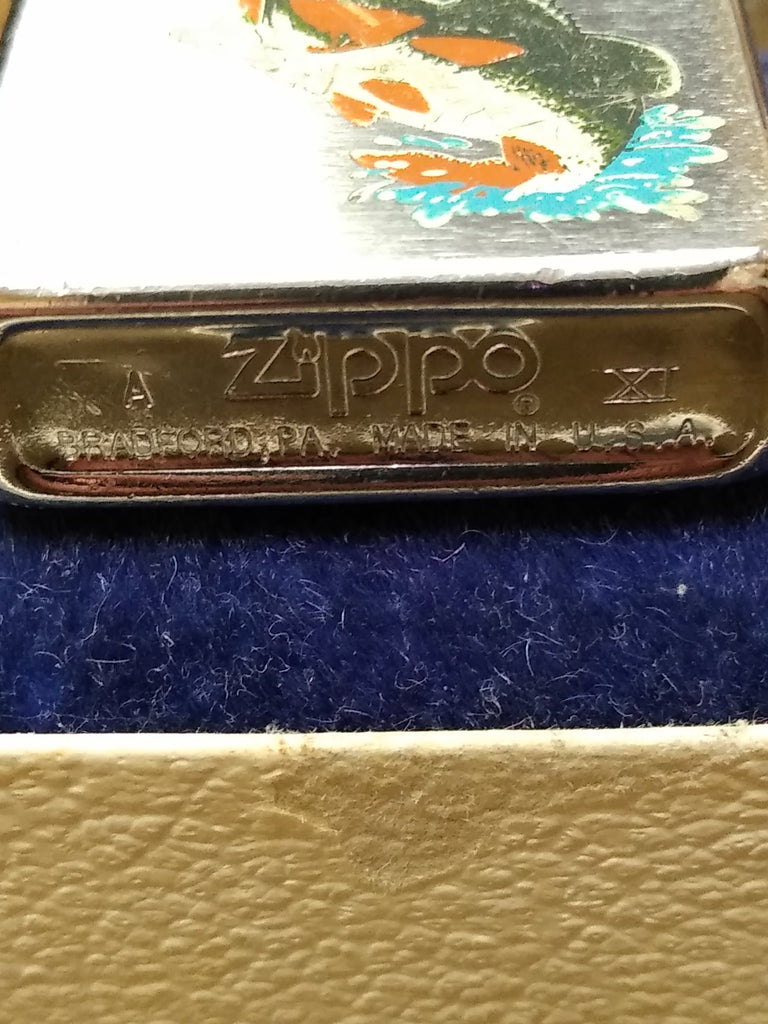 A Zippo ® XI
BRADFORD, PA. MADE IN U.S.A.